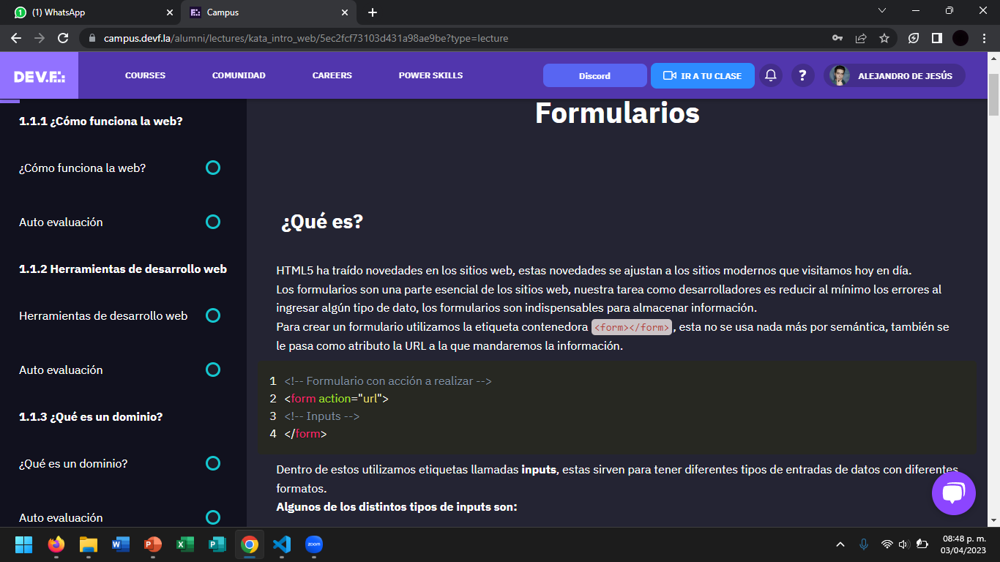 (1) WhatsApp
Campus
campus.devf.la/alumni/lectures/kata_intro_web/5ec2fcf73103d431a98ae9be?type=lecture
DEV.F.:
COURSES
COMUNIDAD
CAREERS
POWER SKILLS
Discord
IR A TU CLASE
?
ALEJANDRO DE JESÚS
1.1.1 ¿Cómo funciona la web?
¿Cómo funciona la web?
Auto evaluación
1.1.2 Herramientas de desarrollo web
Herramientas de desarrollo web
Auto evaluación
1.1.3 ¿Qué es un dominio?
¿Qué es un dominio?
Auto evaluación
Formularios
¿Qué es?
HTML5 ha traído novedades en los sitios web, estas novedades se ajustan a los sitios modernos que visitamos hoy en día.
Los formularios son una parte esencial de los sitios web, nuestra tarea como desarrolladores es reducir al mínimo los errores al
ingresar algún tipo de dato, los formularios son indispensables para almacenar información.
Para crear un formulario utilizamos la etiqueta contenedora <form></form>, esta no se usa nada más por semántica, también se
le pasa como atributo la URL a la que mandaremos la información.
1 <!-- Formulario con acción a realizar -->
2 <form action="url">
3 <!-- Inputs -->
4 </form>
Dentro de estos utilizamos etiquetas llamadas inputs, estas sirven para tener diferentes tipos de entradas de datos con diferentes
formatos.
Algunos de los distintos tipos de inputs son:
zoom
08:48 p. m.
03/04/2023